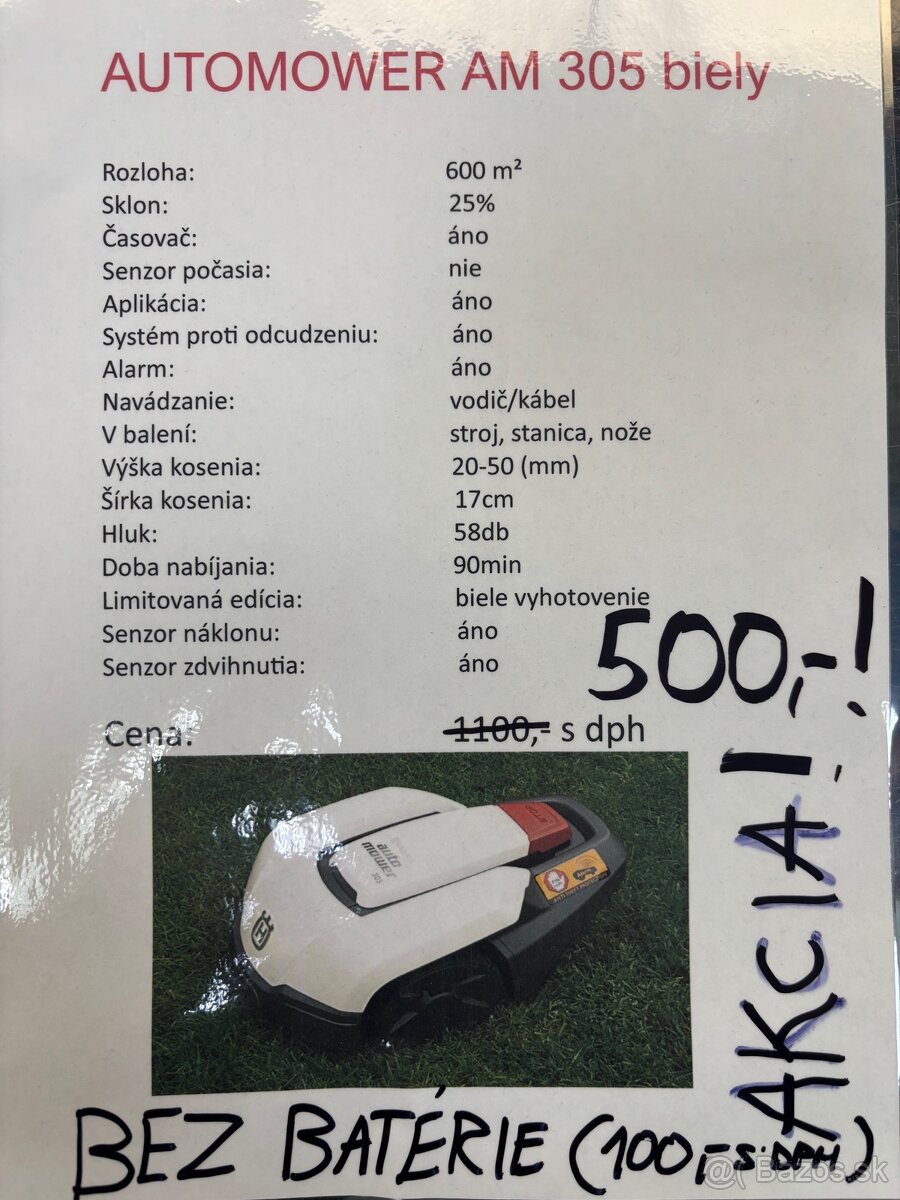 AUTOMOWER AM 305 biely
Rozloha: 600 m²
Sklon: 25%
Časovač: áno
Senzor počasia: nie
Aplikácia: áno
Systém proti odcudzeniu: áno
Alarm: áno
Navádzanie: vodič/kábel
V balení: stroj, stanica, nože
Výška kosenia: 20-50 (mm)
Šírka kosenia: 17cm
Hluk: 58db
Doba nabíjania: 90min
Limitovaná edícia: biele vyhotovenie
Senzor náklonu: áno
Senzor zdvihnutia: áno
500,-!
Cena: 1100,- s dph
AKCIA!
STOP
auto
mower
305
BEZ BATÉRIE (100,- S DPH)
@ Bazos.sk